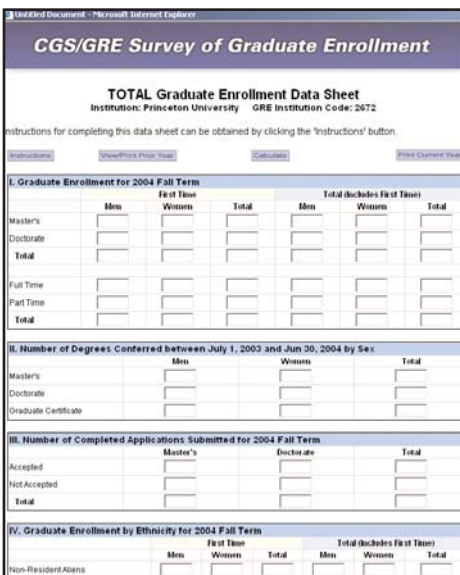 Untitled Document - Microsoft Internet Explorer
CGS/GRE Survey of Graduate Enrollment
TOTAL Graduate Enrollment Data Sheet
Institution: Princeton University GRE Institution Code: 2672
nstructions for completing this data sheet can be obtained by clicking the 'Instructions' button.
Instructions View/Print Prior Year Calculate Print Current Year
I. Graduate Enrollment for 2004 Fall Term
First Time Total (Includes First Time)
Men Women Total Men Women Total
Master's
Doctorate
Total
Full Time
Part Time
Total
II. Number of Degrees Conferred between July 1, 2003 and Jun 30, 2004 by Sex
Men Women Total
Master's
Doctorate
Graduate Certificate
III. Number of Completed Applications Submitted for 2004 Fall Term
Master's Doctorate Total
Accepted
Not Accepted
Total
IV. Graduate Enrollment by Ethnicity for 2004 Fall Term
First Time Total (Includes First Time)
Men Women Total Men Women Total
Non-Resident Aliens